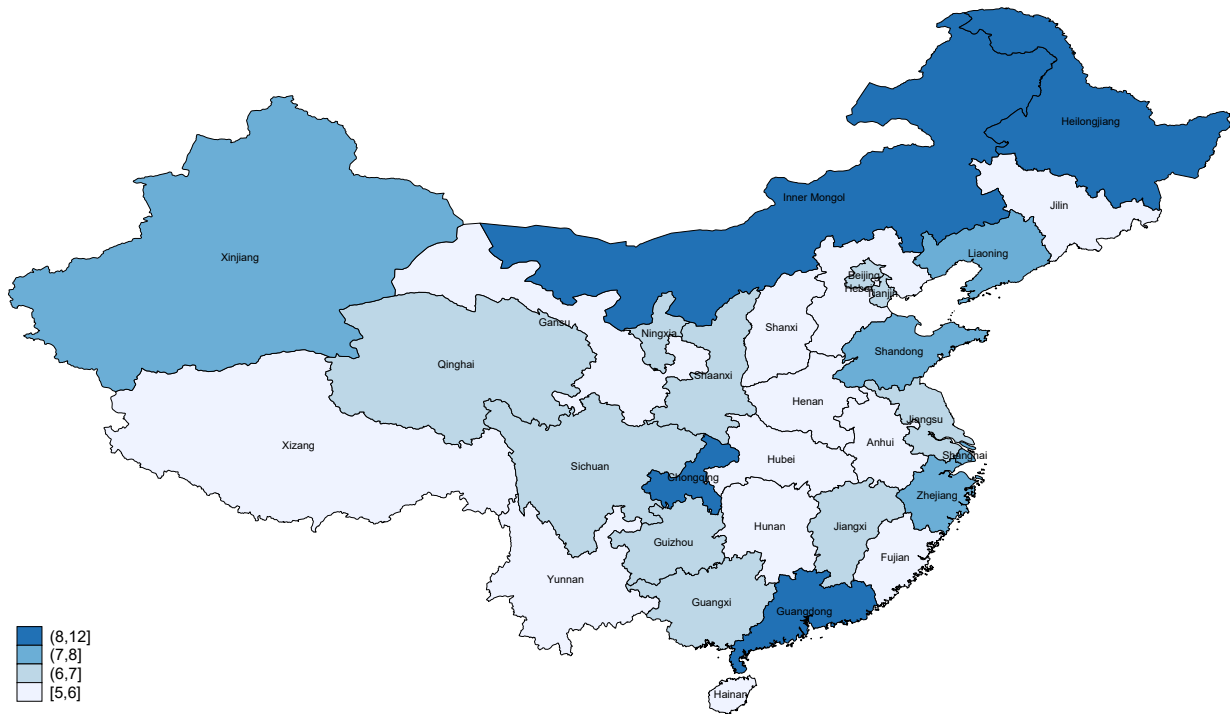 Heilongjiang
Inner Mongol
Jilin
Xinjiang
Liaoning
Beijing
Hebei
Tianjin
Gansu
Ningxia
Shanxi
Shandong
Qinghai
Shaanxi
Henan
Jiangsu
Xizang
Anhui
Shanghai
Sichuan
Hubei
Chongqing
Zhejiang
Hunan
Jiangxi
Guizhou
Fujian
Yunnan
Guangxi
Guangdong
Hainan
(8,12]
(7,8]
(6,7]
[5,6]